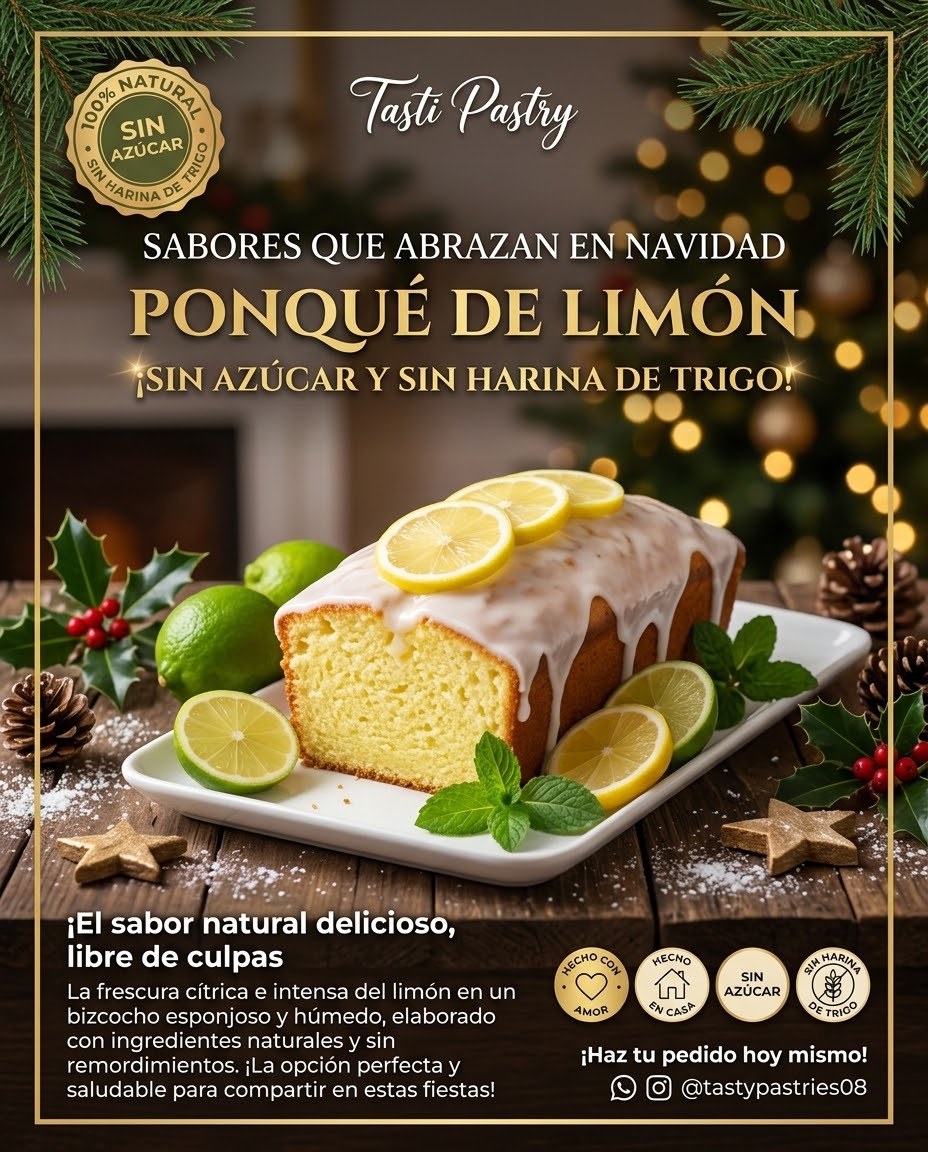 100% NATURAL
SIN
AZÚCAR
SIN HARINA DE TRIGO
Tasti Pastry
SABORES QUE ABRAZAN EN NAVIDAD
PONQUÉ DE LIMÓN
¡SIN AZÚCAR Y SIN HARINA DE TRIGO!
¡El sabor natural delicioso,
libre de culpas
La frescura cítrica e intensa del limón en un
bizcocho esponjoso y húmedo, elaborado
con ingredientes naturales y sin
remordimientos. ¡La opción perfecta y
saludable para compartir en estas fiestas!
HECHO CON
AMOR
HECNO
EN CASA
SIN
AZÚCAR
SIN HARINA
DE TRIGO
¡Haz tu pedido hoy mismo!
@tastypastries08